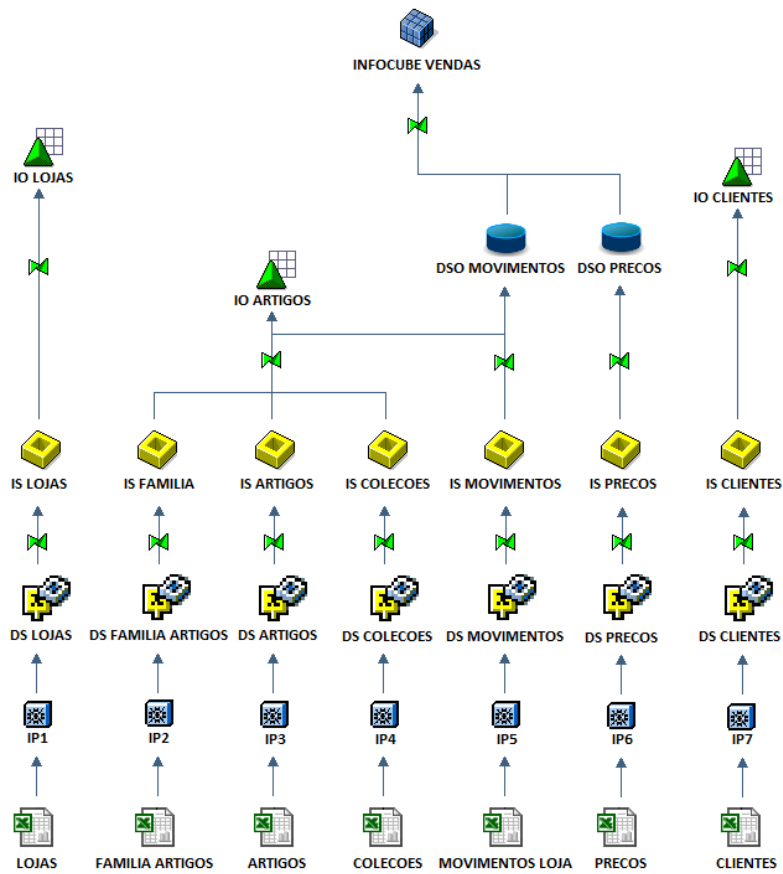 INFOCUBE VENDAS
IO LOJAS
IO CLIENTES
DSO MOVIMENTOS
DSO PRECOS
IO ARTIGOS
IS LOJAS
IS FAMILIA
IS ARTIGOS
IS COLECOES
IS MOVIMENTOS
IS PRECOS
IS CLIENTES
DS LOJAS
DS FAMILIA ARTIGOS
DS ARTIGOS
DS COLECOES
DS MOVIMENTOS
DS PRECOS
DS CLIENTES
IP1
IP2
IP3
IP4
IP5
IP6
IP7
LOJAS
FAMILIA ARTIGOS
ARTIGOS
COLECOES
MOVIMENTOS LOJA
PRECOS
CLIENTES